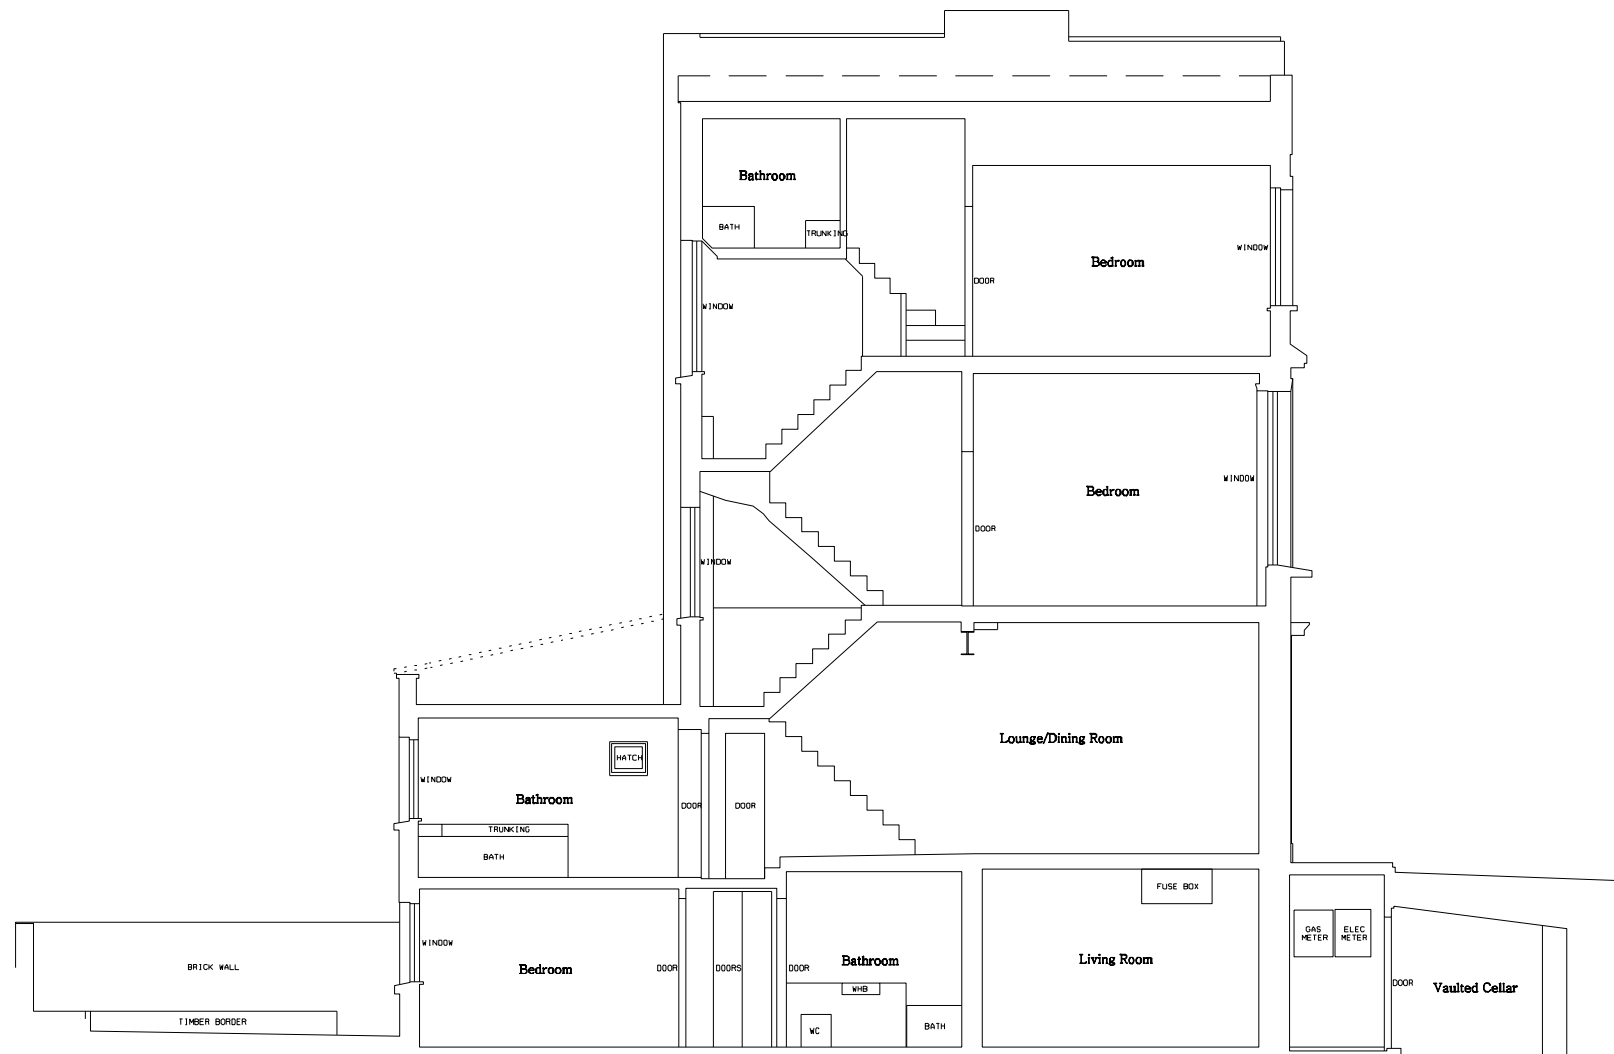 Bathroom
BATH
TRUNKING
WINDOW
Bedroom
DOOR
WINDOW
WINDOW
Bedroom
DOOR
WINDOW
Lounge/Dining Room
HATCH
WINDOW
Bathroom
DOOR
DOOR
TRUNKING
BATH
FUSE BOX
GAS
METER
ELEC
METER
WINDOW
BRICK WALL
Bedroom
DOOR
DOORS
DOOR
Bathroom
Living Room
DOOR
Vaulted Cellar
WHB
TIMBER BORDER
WC
BATH